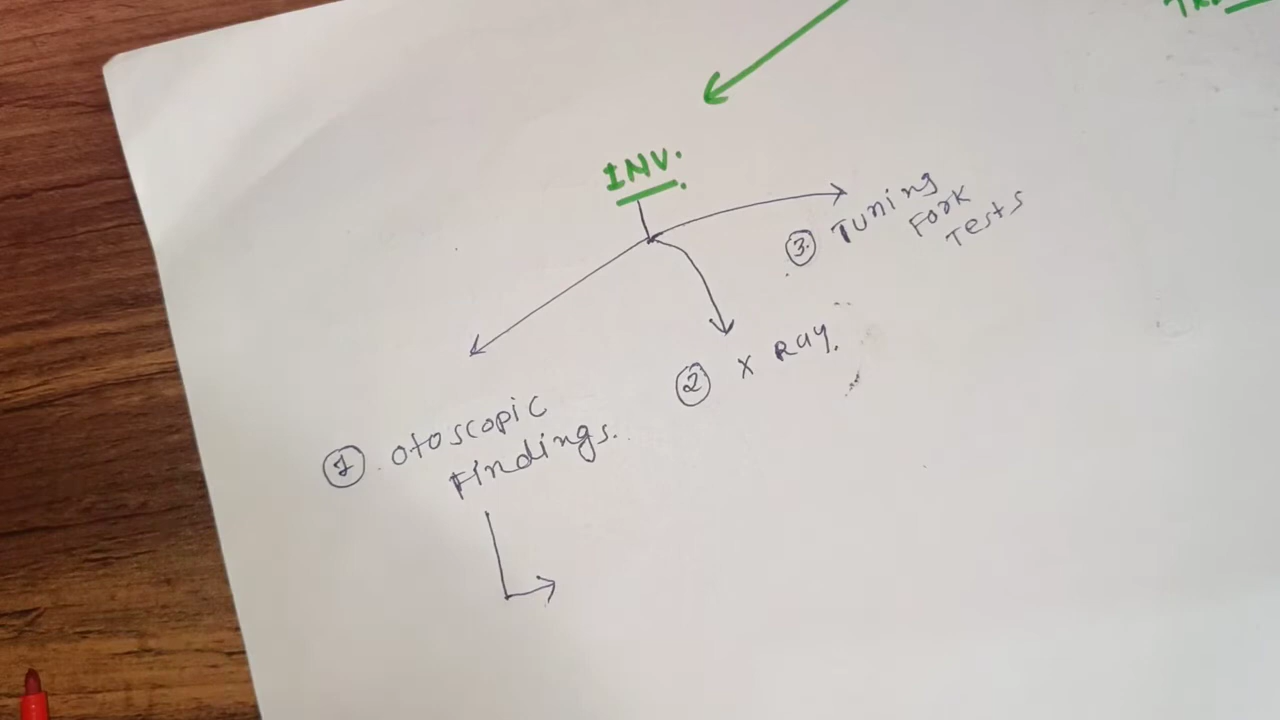 INV.
③ Tuning
Fork
Tests
② X Ray.
① otoscopic
Findings.